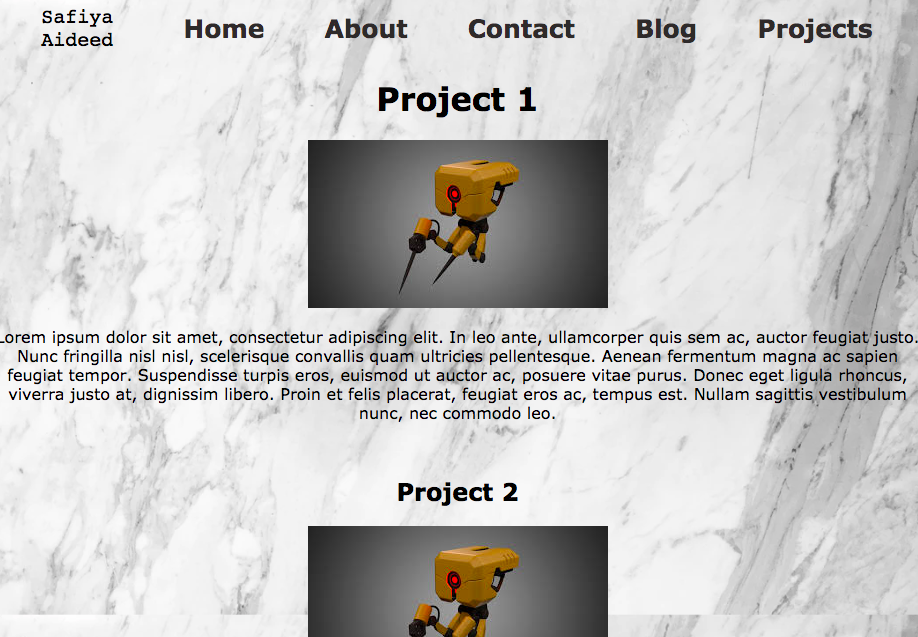 Safiya
Aideed
Home About Contact Blog Projects
Project 1
Lorem ipsum dolor sit amet, consectetur adipiscing elit. In leo ante, ullamcorper quis sem ac, auctor feugiat justo.
Nunc fringilla nisl nisl, scelerisque convallis quam ultricies pellentesque. Aenean fermentum magna ac sapien
feugiat tempor. Suspendisse turpis eros, euismod ut auctor ac, posuere vitae purus. Donec eget ligula rhoncus,
viverra justo at, dignissim libero. Proin et felis placerat, feugiat eros ac, tempus est. Nullam sagittis vestibulum
nunc, nec commodo leo.
Project 2